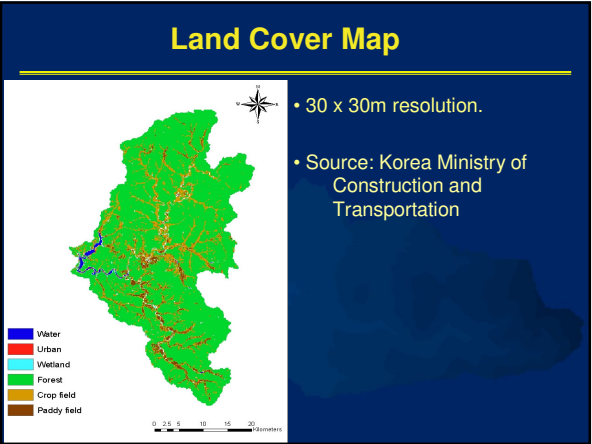 Land Cover Map
N
W E
S
• 30 x 30m resolution.
• Source: Korea Ministry of
Construction and
Transportation
Water
Urban
Wetland
Forest
Crop field
Paddy field
0 2.5 5 10 15 20
Kilometers